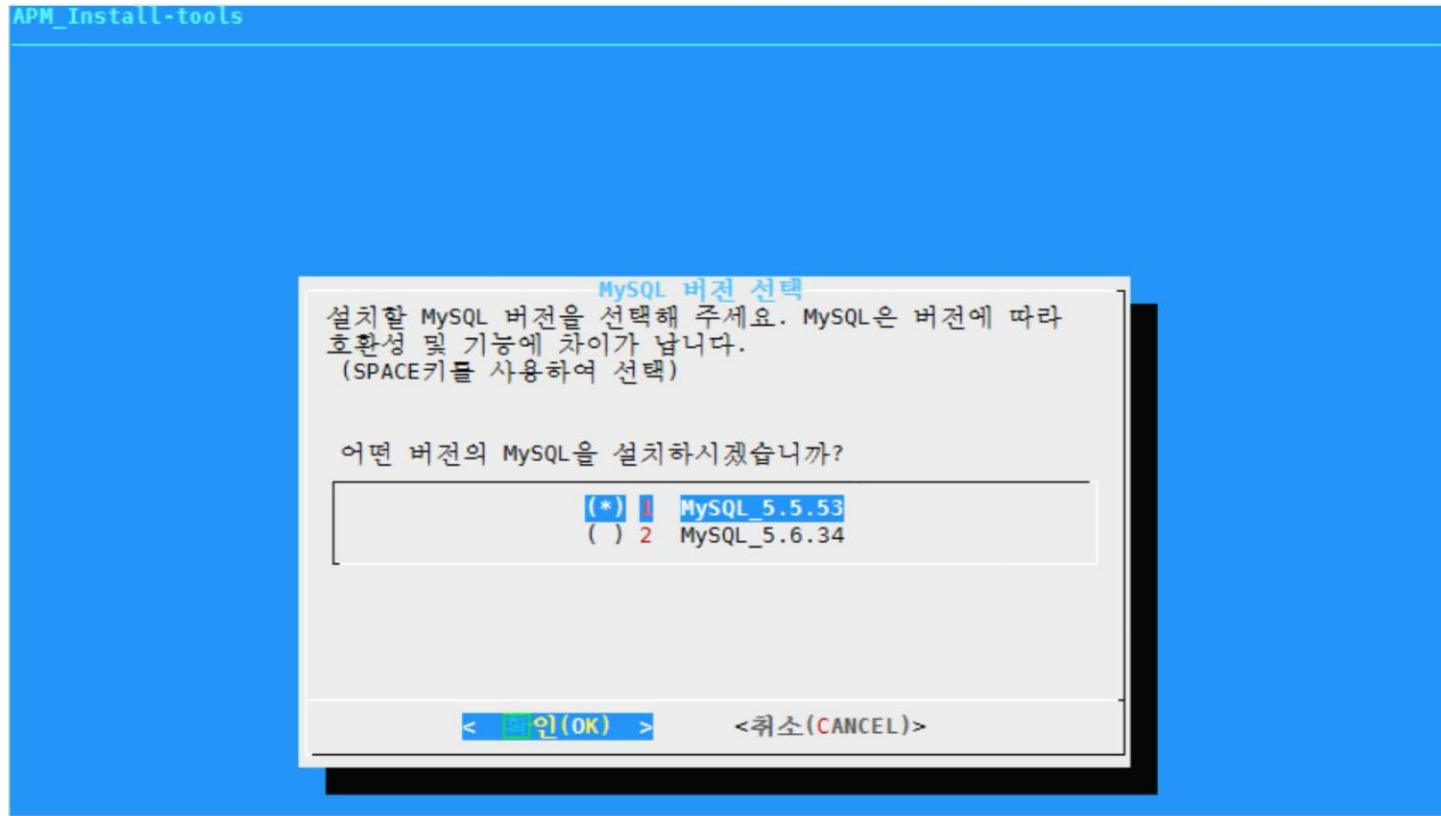 APM_Install-tools
MySQL 버전 선택
설치할 MySQL 버전을 선택해 주세요. MySQL은 버전에 따라
호환성 및 기능에 차이가 납니다.
(SPACE키를 사용하여 선택)
어떤 버전의 MySQL을 설치하시겠습니까?
(*) 1 MySQL_5.5.53
( ) 2 MySQL_5.6.34
< 확인(OK) > <취소(CANCEL)>